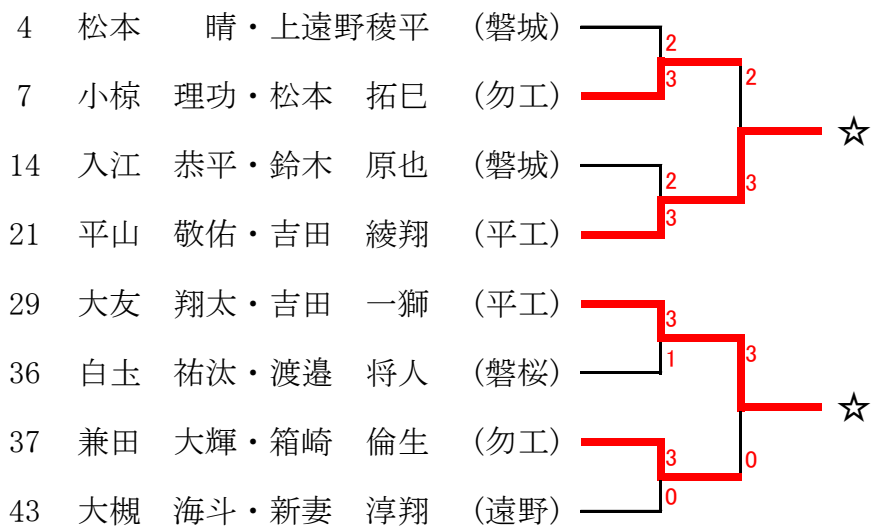 4 松本 晴・上遠野稜平 (磐城)
2
3
2
7 小椋 理功・松本 拓巳 (勿工)
☆
14 入江 恭平・鈴木 原也 (磐城)
2
3
3
21 平山 敬佑・吉田 綾翔 (平工)
29 大友 翔太・吉田 一獅 (平工)
3
1
3
36 白圡 祐汰・渡邉 将人 (磐桜)
☆
37 兼田 大輝・箱崎 倫生 (勿工)
3
0
0
43 大槻 海斗・新妻 淳翔 (遠野)